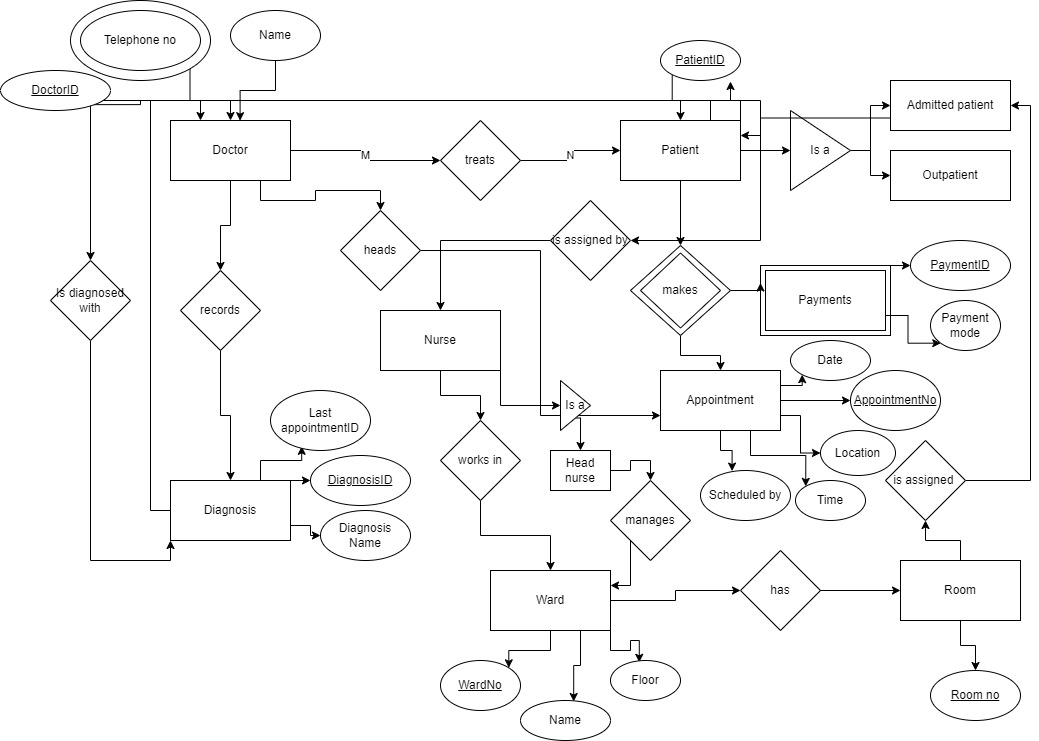 Telephone no
Name
DoctorID
PatientID
Admitted patient
Doctor
M
treats
N
Patient
Is a
Outpatient
heads
is assigned by
PaymentID
Is diagnosed
with
records
makes
Payments
Payment
mode
Nurse
Date
Is a
Appointment
AppointmentNo
Last
appointmentID
works in
Head
nurse
Location
DiagnosisID
is assigned
Diagnosis
Scheduled by
Time
manages
Diagnosis
Name
Ward
has
Room
WardNo
Floor
Room no
Name